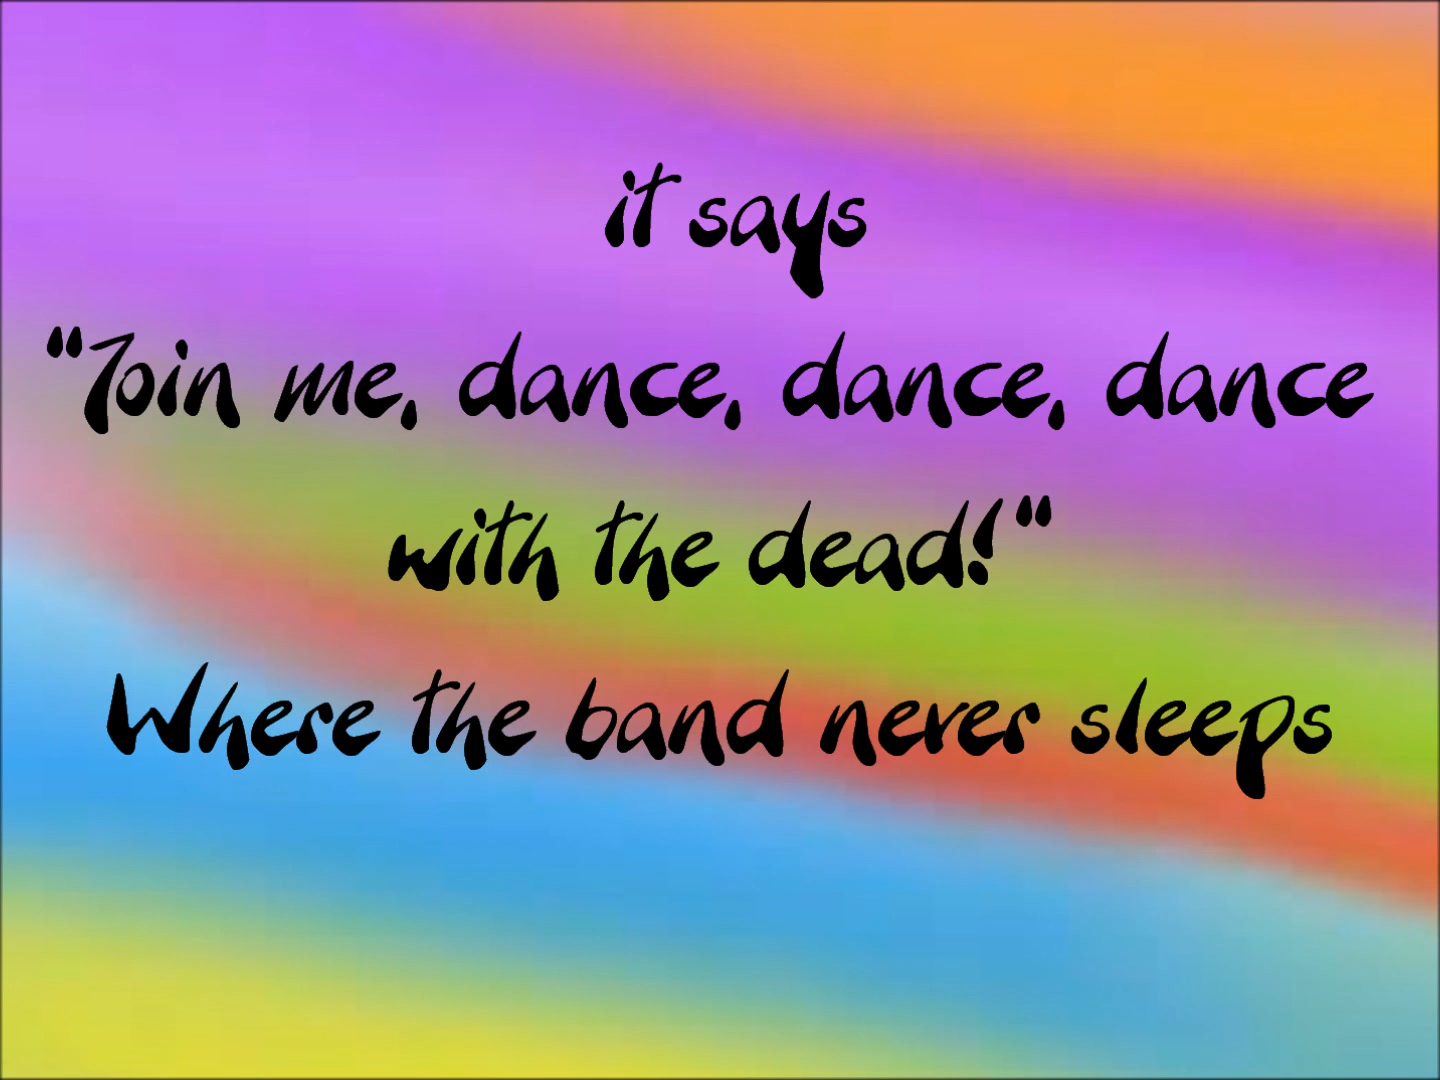 it says
"Join me, dance, dance, dance
with the dead!"
Where the band never sleeps